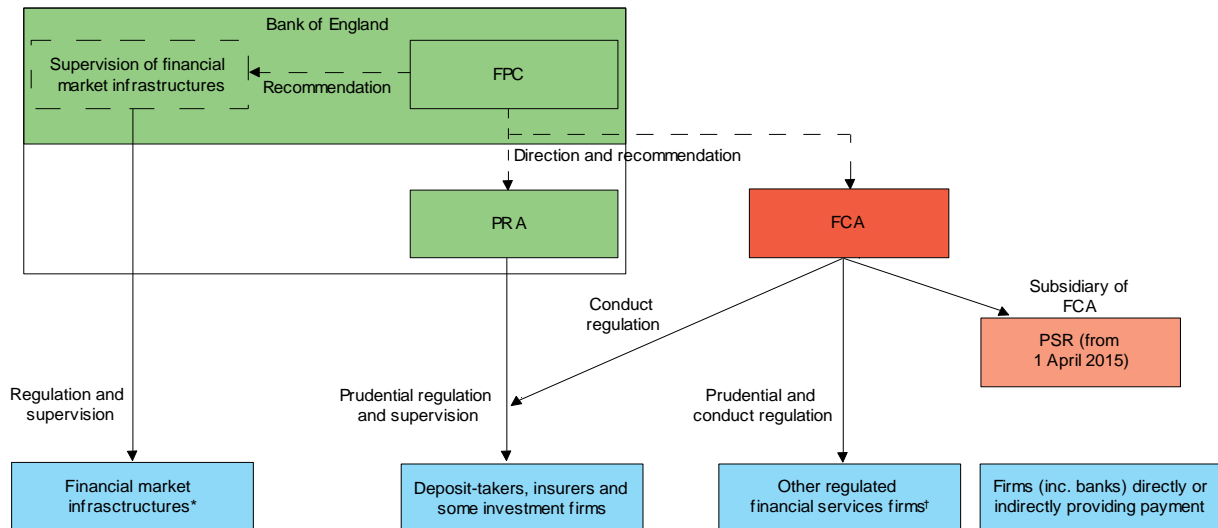 Bank of England
Supervision of financial
market infrastructures
Recommendation
FPC
Direction and recommendation
PRA
FCA
Subsidiary of
FCA
PSR (from
1 April 2015)
Conduct
regulation
Regulation and
supervision
Prudential regulation
and supervision
Prudential and
conduct regulation
Financial market
infrasctructures*
Deposit-takers, insurers and
some investment firms
Other regulated
financial services firms†
Firms (inc. banks) directly or
indirectly providing payment